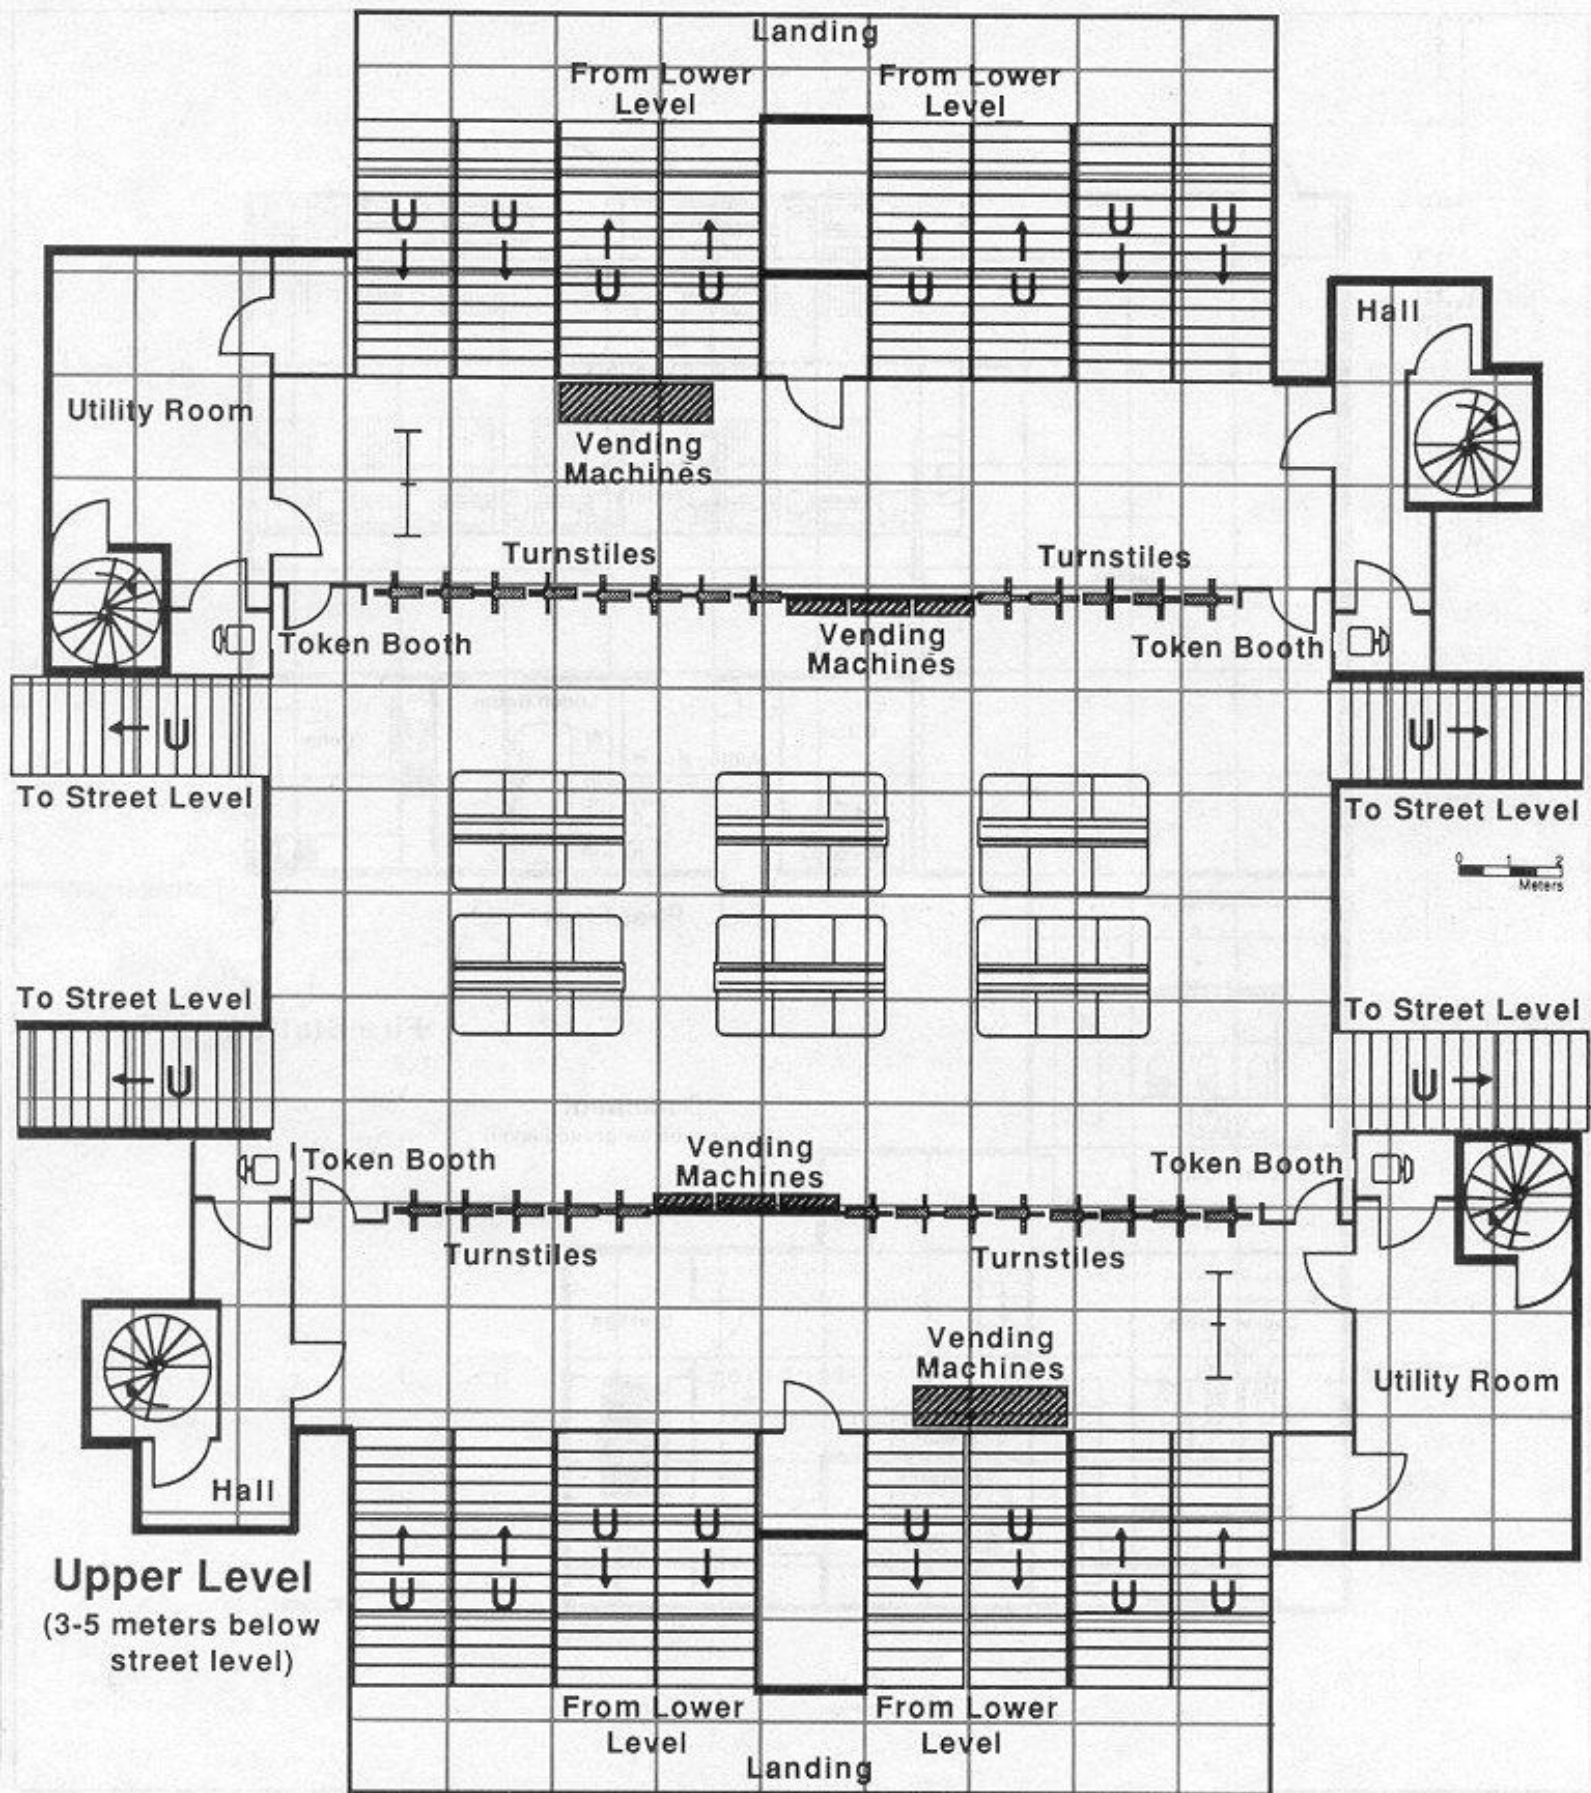 Landing
From Lower
Level
From Lower
Level
U
U
U
U
U
U
U
U
Hall
Utility Room
Vending
Machines
Turnstiles
Turnstiles
Token Booth
Vending
Machines
Token Booth
U
U
To Street Level
To Street Level
0 1 2
Meters
To Street Level
To Street Level
U
U
Token Booth
Vending
Machines
Token Booth
Turnstiles
Turnstiles
Vending
Machines
Utility Room
Hall
U
U
U
U
U
U
U
U
Upper Level
(3-5 meters below
street level)
From Lower
Level
From Lower
Level
Landing